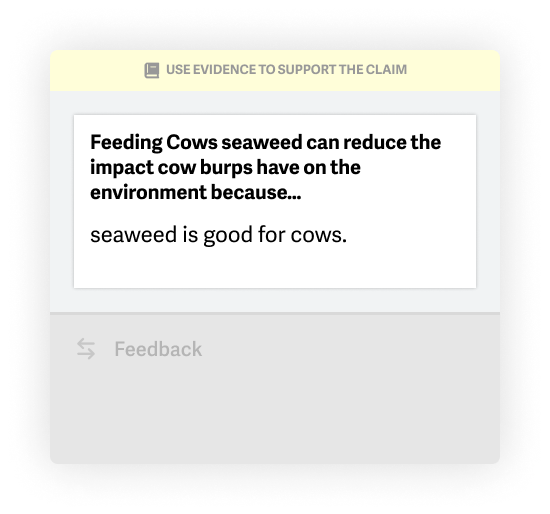 USE EVIDENCE TO SUPPORT THE CLAIM
Feeding Cows seaweed can reduce the
impact cow burps have on the
environment because...
seaweed is good for cows.
Feedback